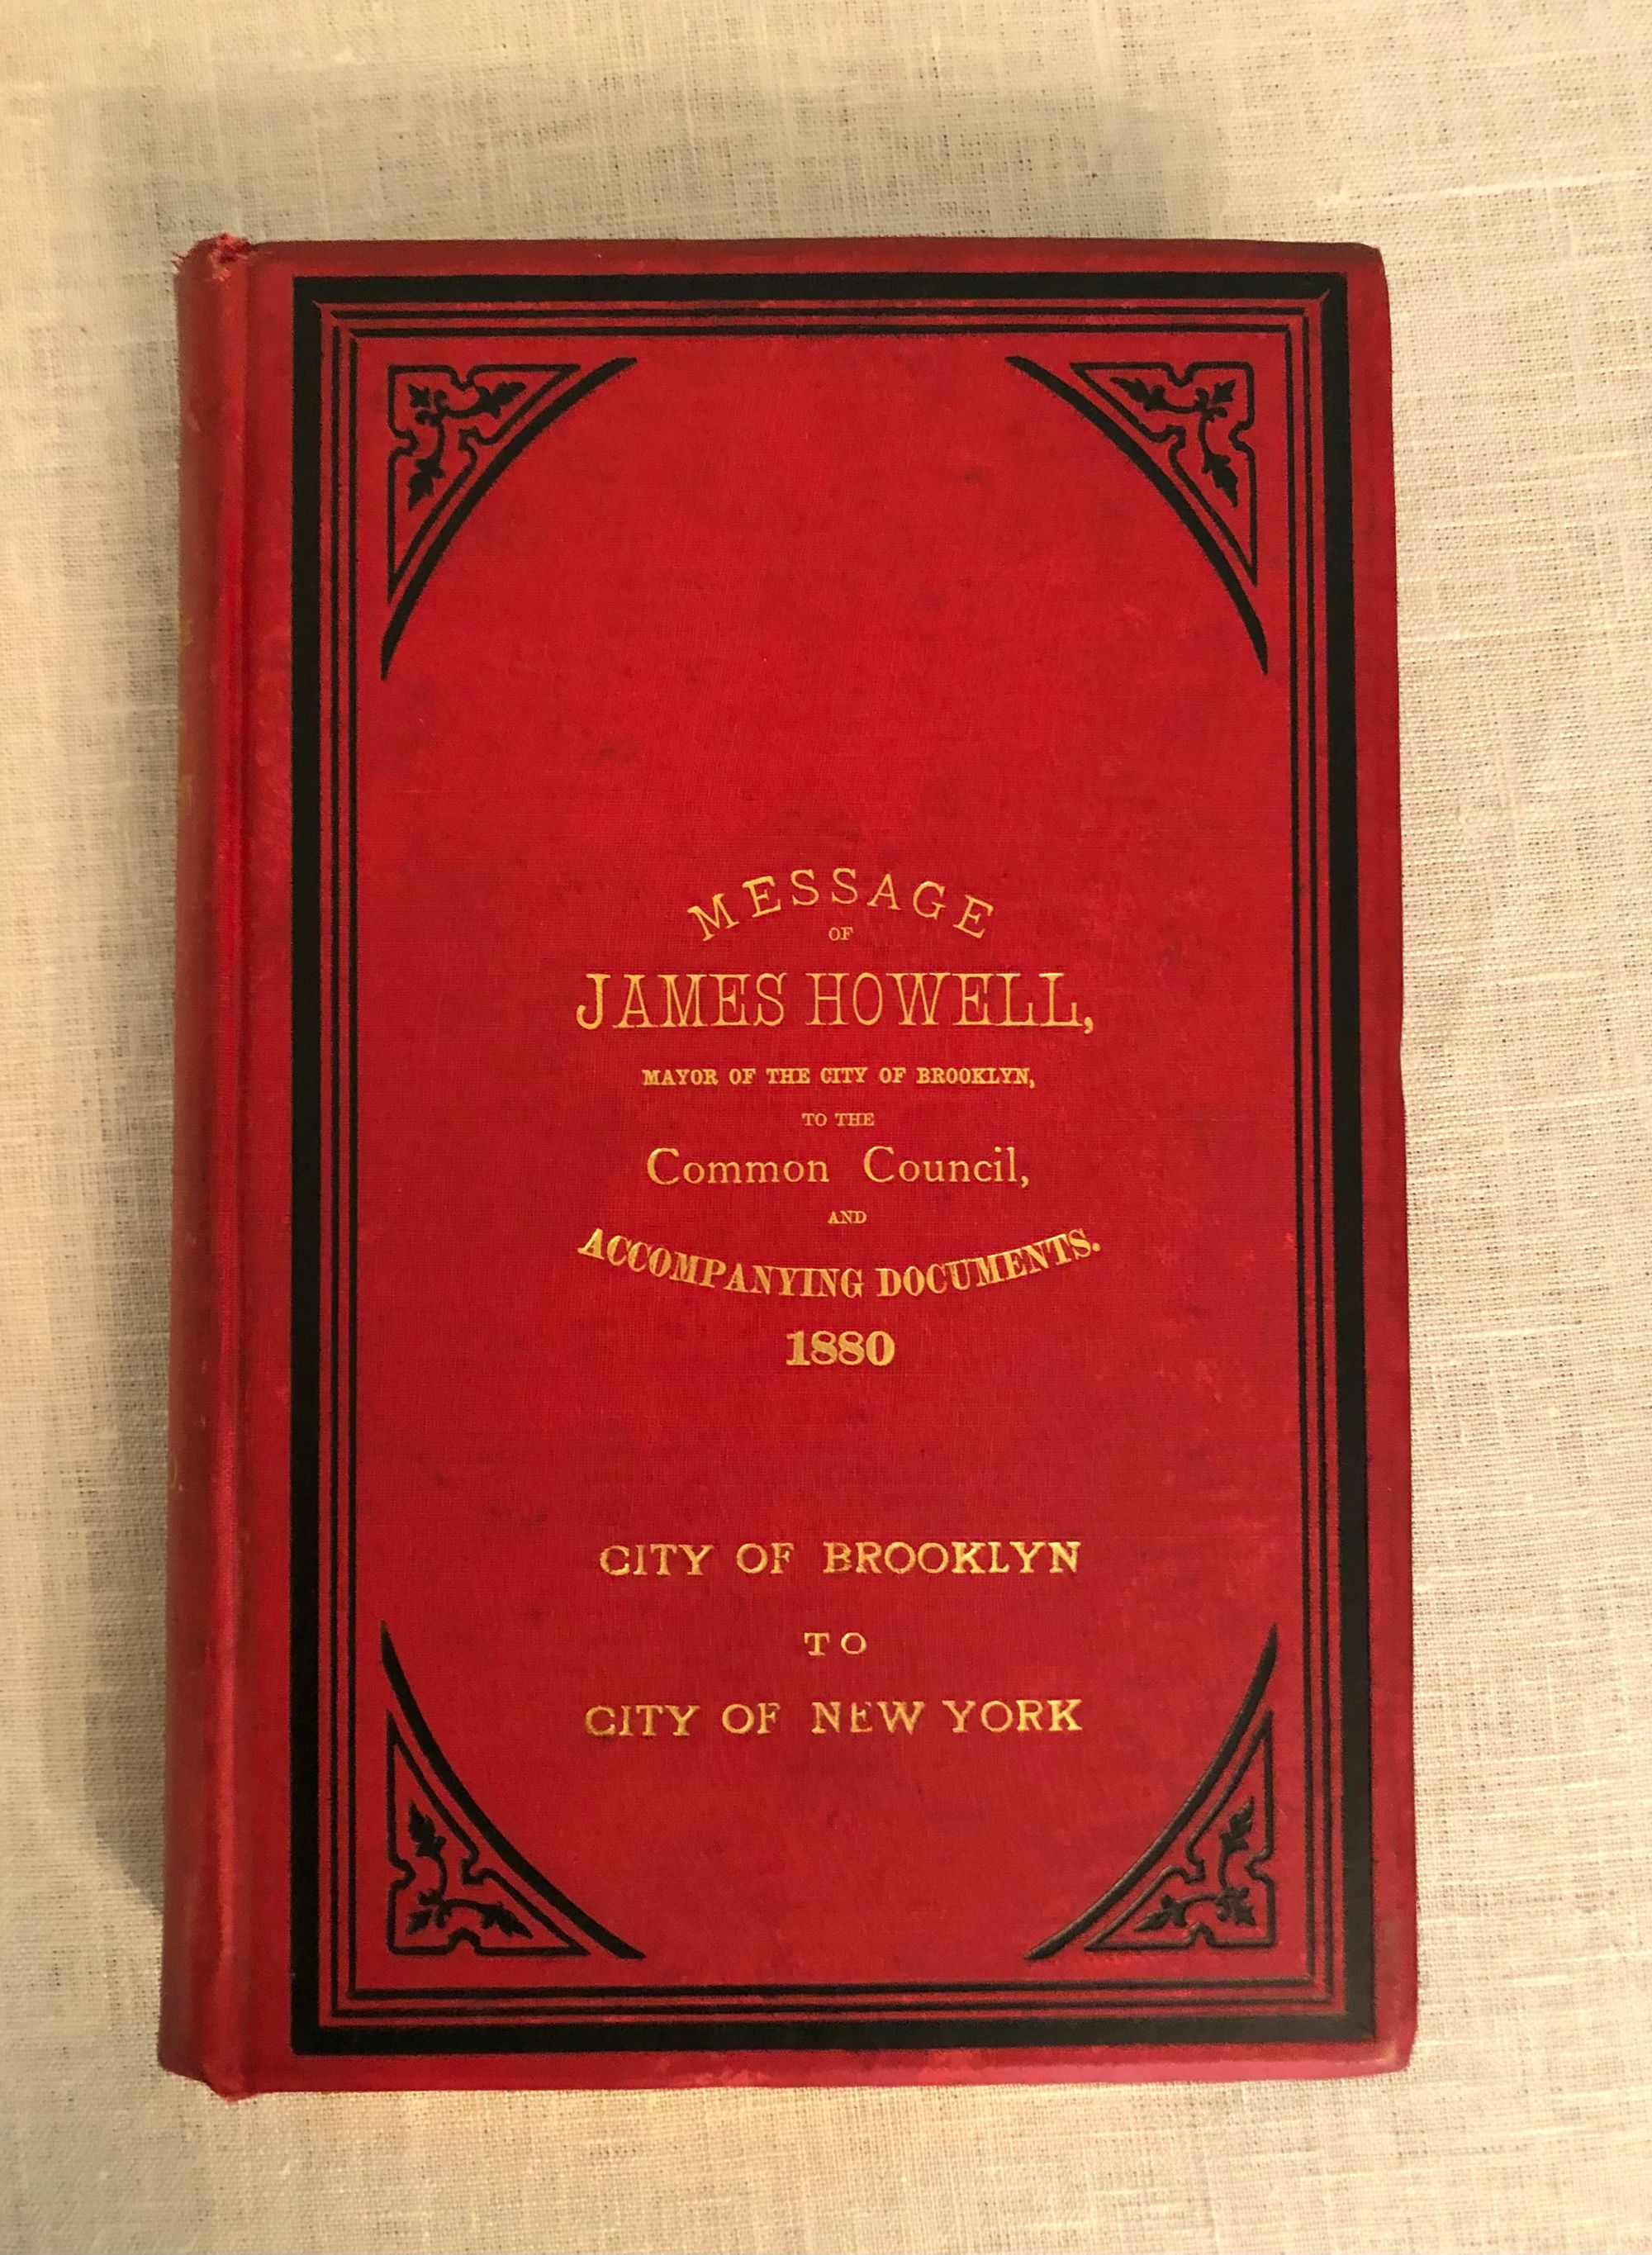 MESSAGE
OF
JAMES HOWELL,
MAYOR OF THE CITY OF BROOKLYN,
TO THE
Common Council,
AND
ACCOMPANYING DOCUMENTS.
1880
CITY OF BROOKLYN
TO
CITY OF NEW YORK